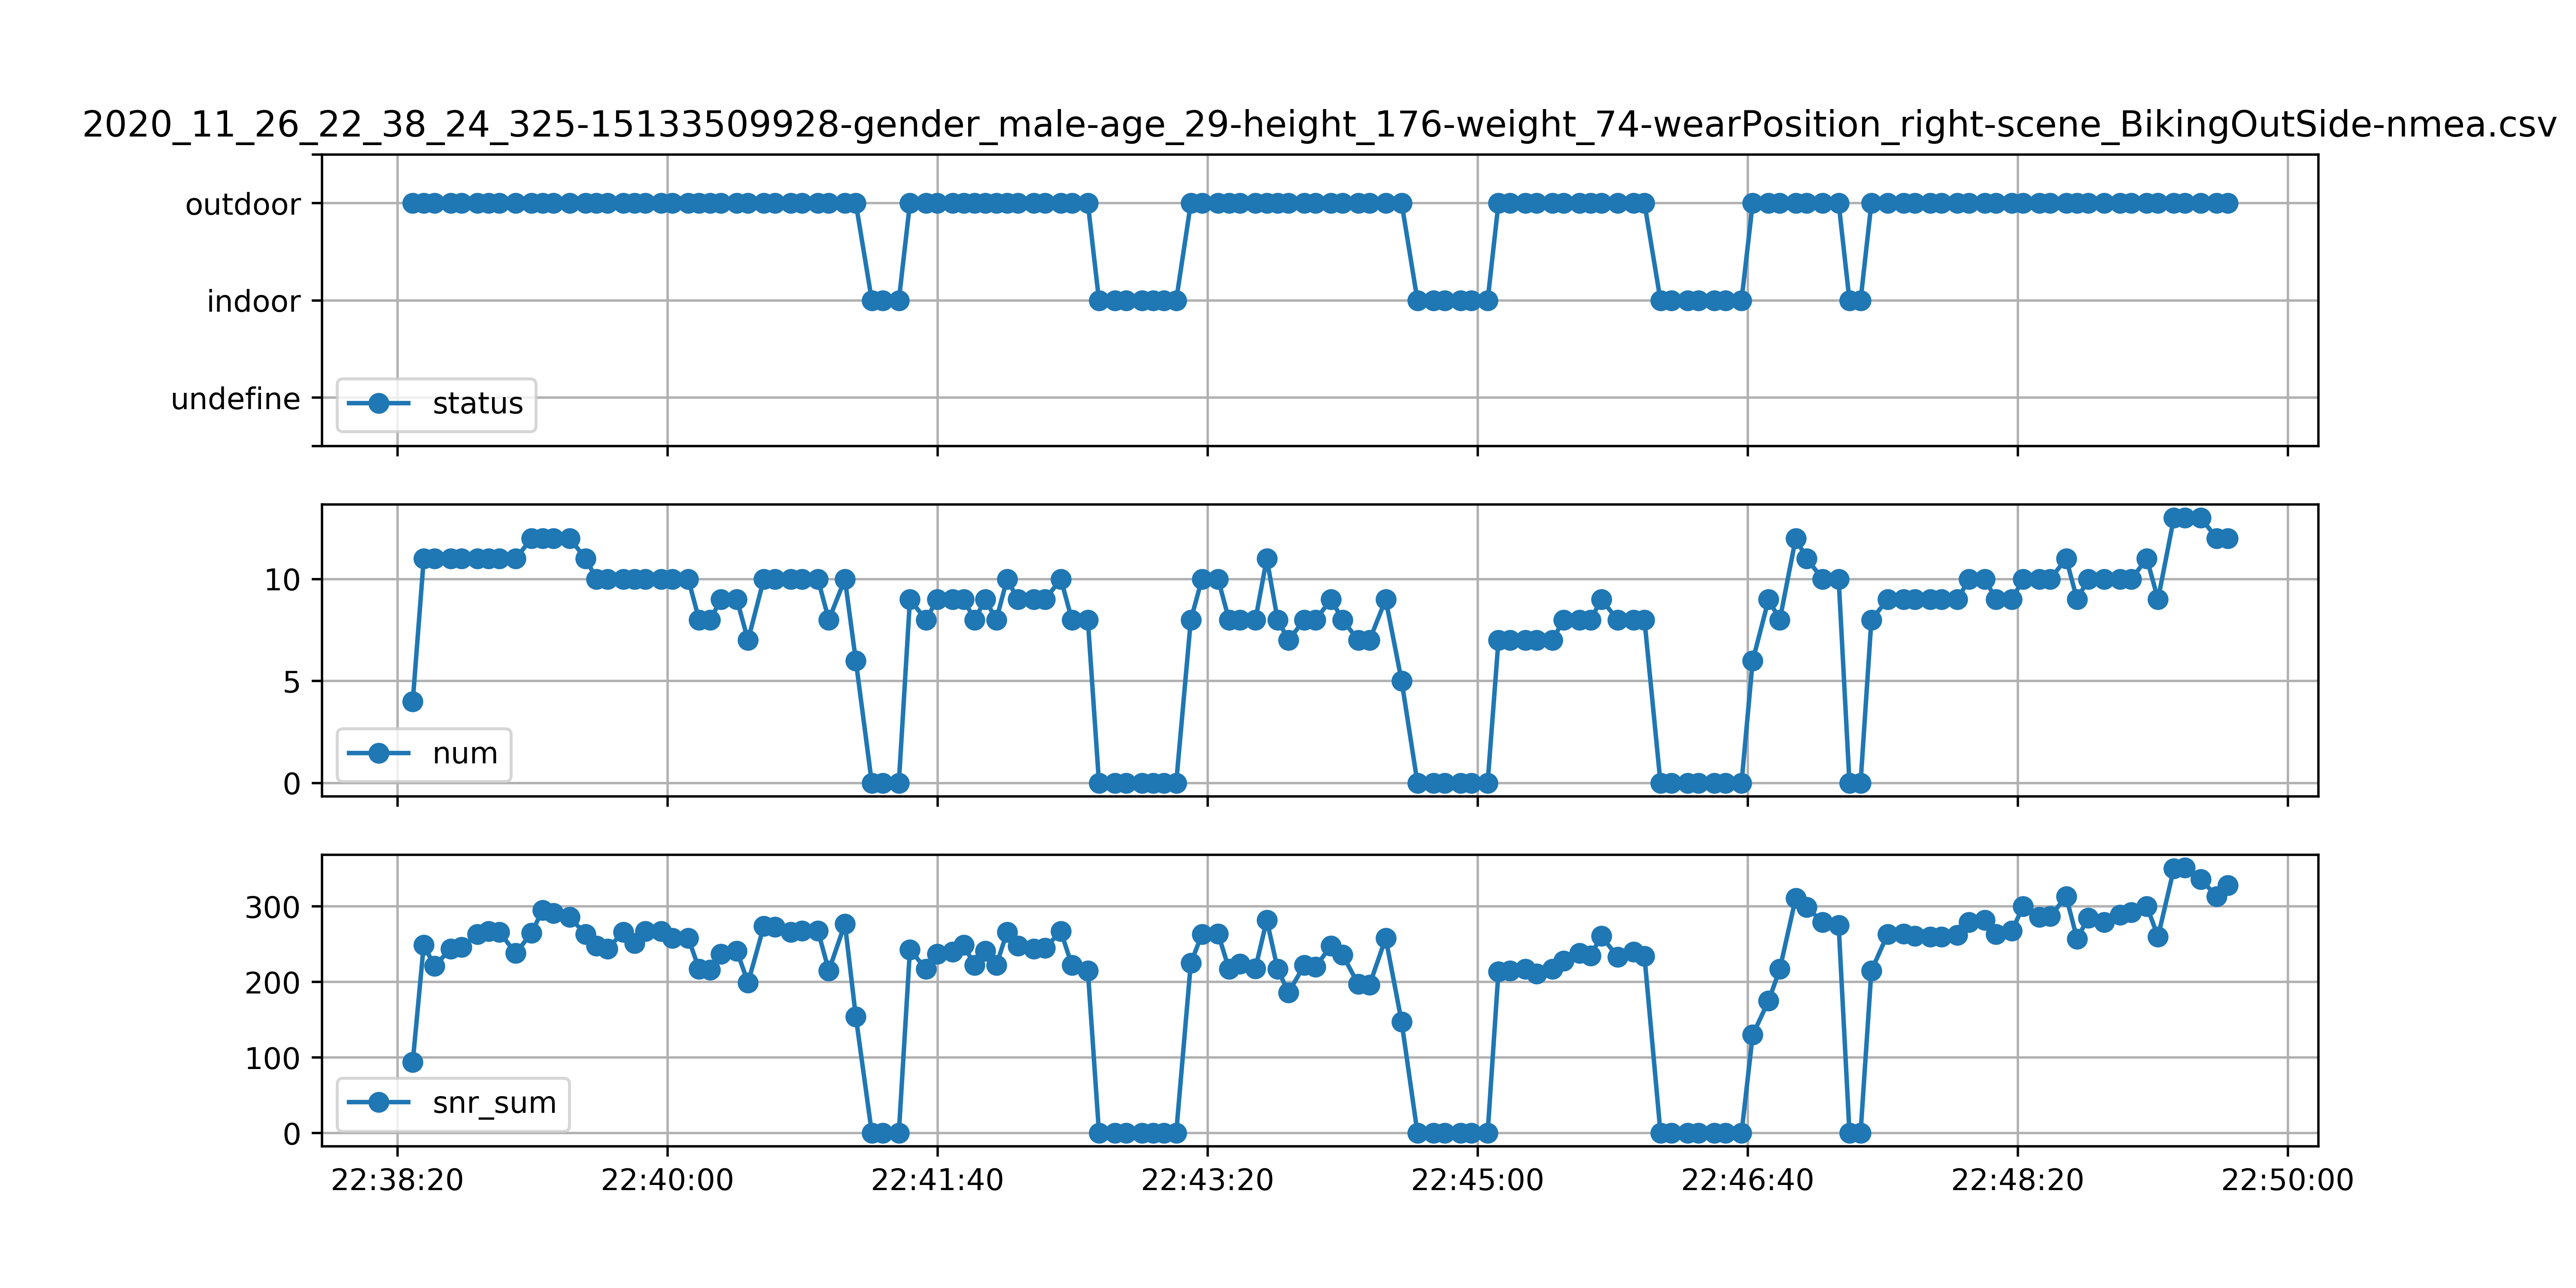 2020_11_26_22_38_24_325-15133509928-gender_male-age_29-height_176-weight_74-wearPosition_right-scene_BikingOutSide-nmea.csv
outdoor
indoor
undefine
status
10
5
0
num
300
200
100
0
snr_sum
22:38:20 22:40:00 22:41:40 22:43:20 22:45:00 22:46:40 22:48:20 22:50:00